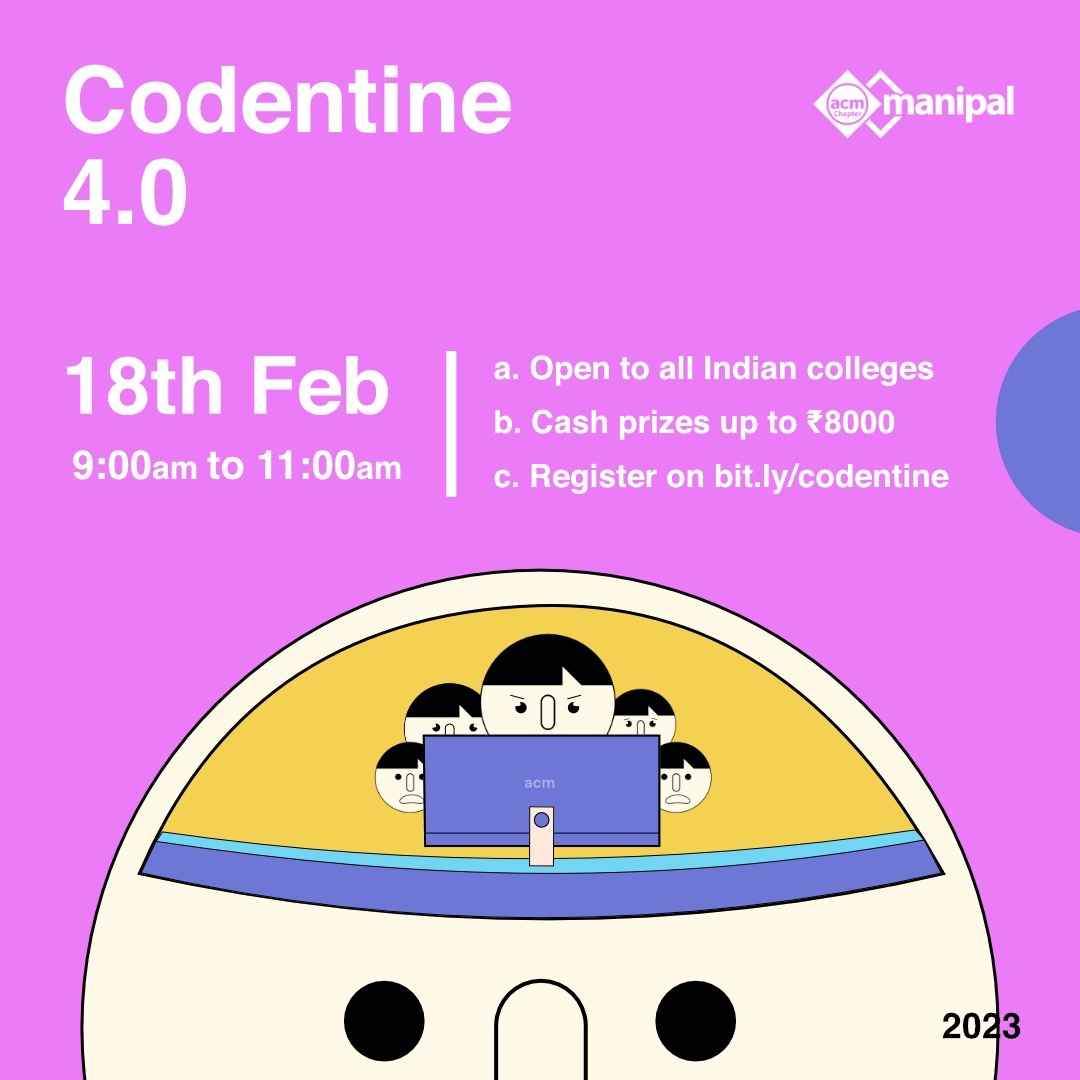 Codentine
4.0
acm
Chapter
manipal
18th Feb
9:00am to 11:00am
a. Open to all Indian colleges
b. Cash prizes up to ₹8000
c. Register on bit.ly/codentine
acm
2023